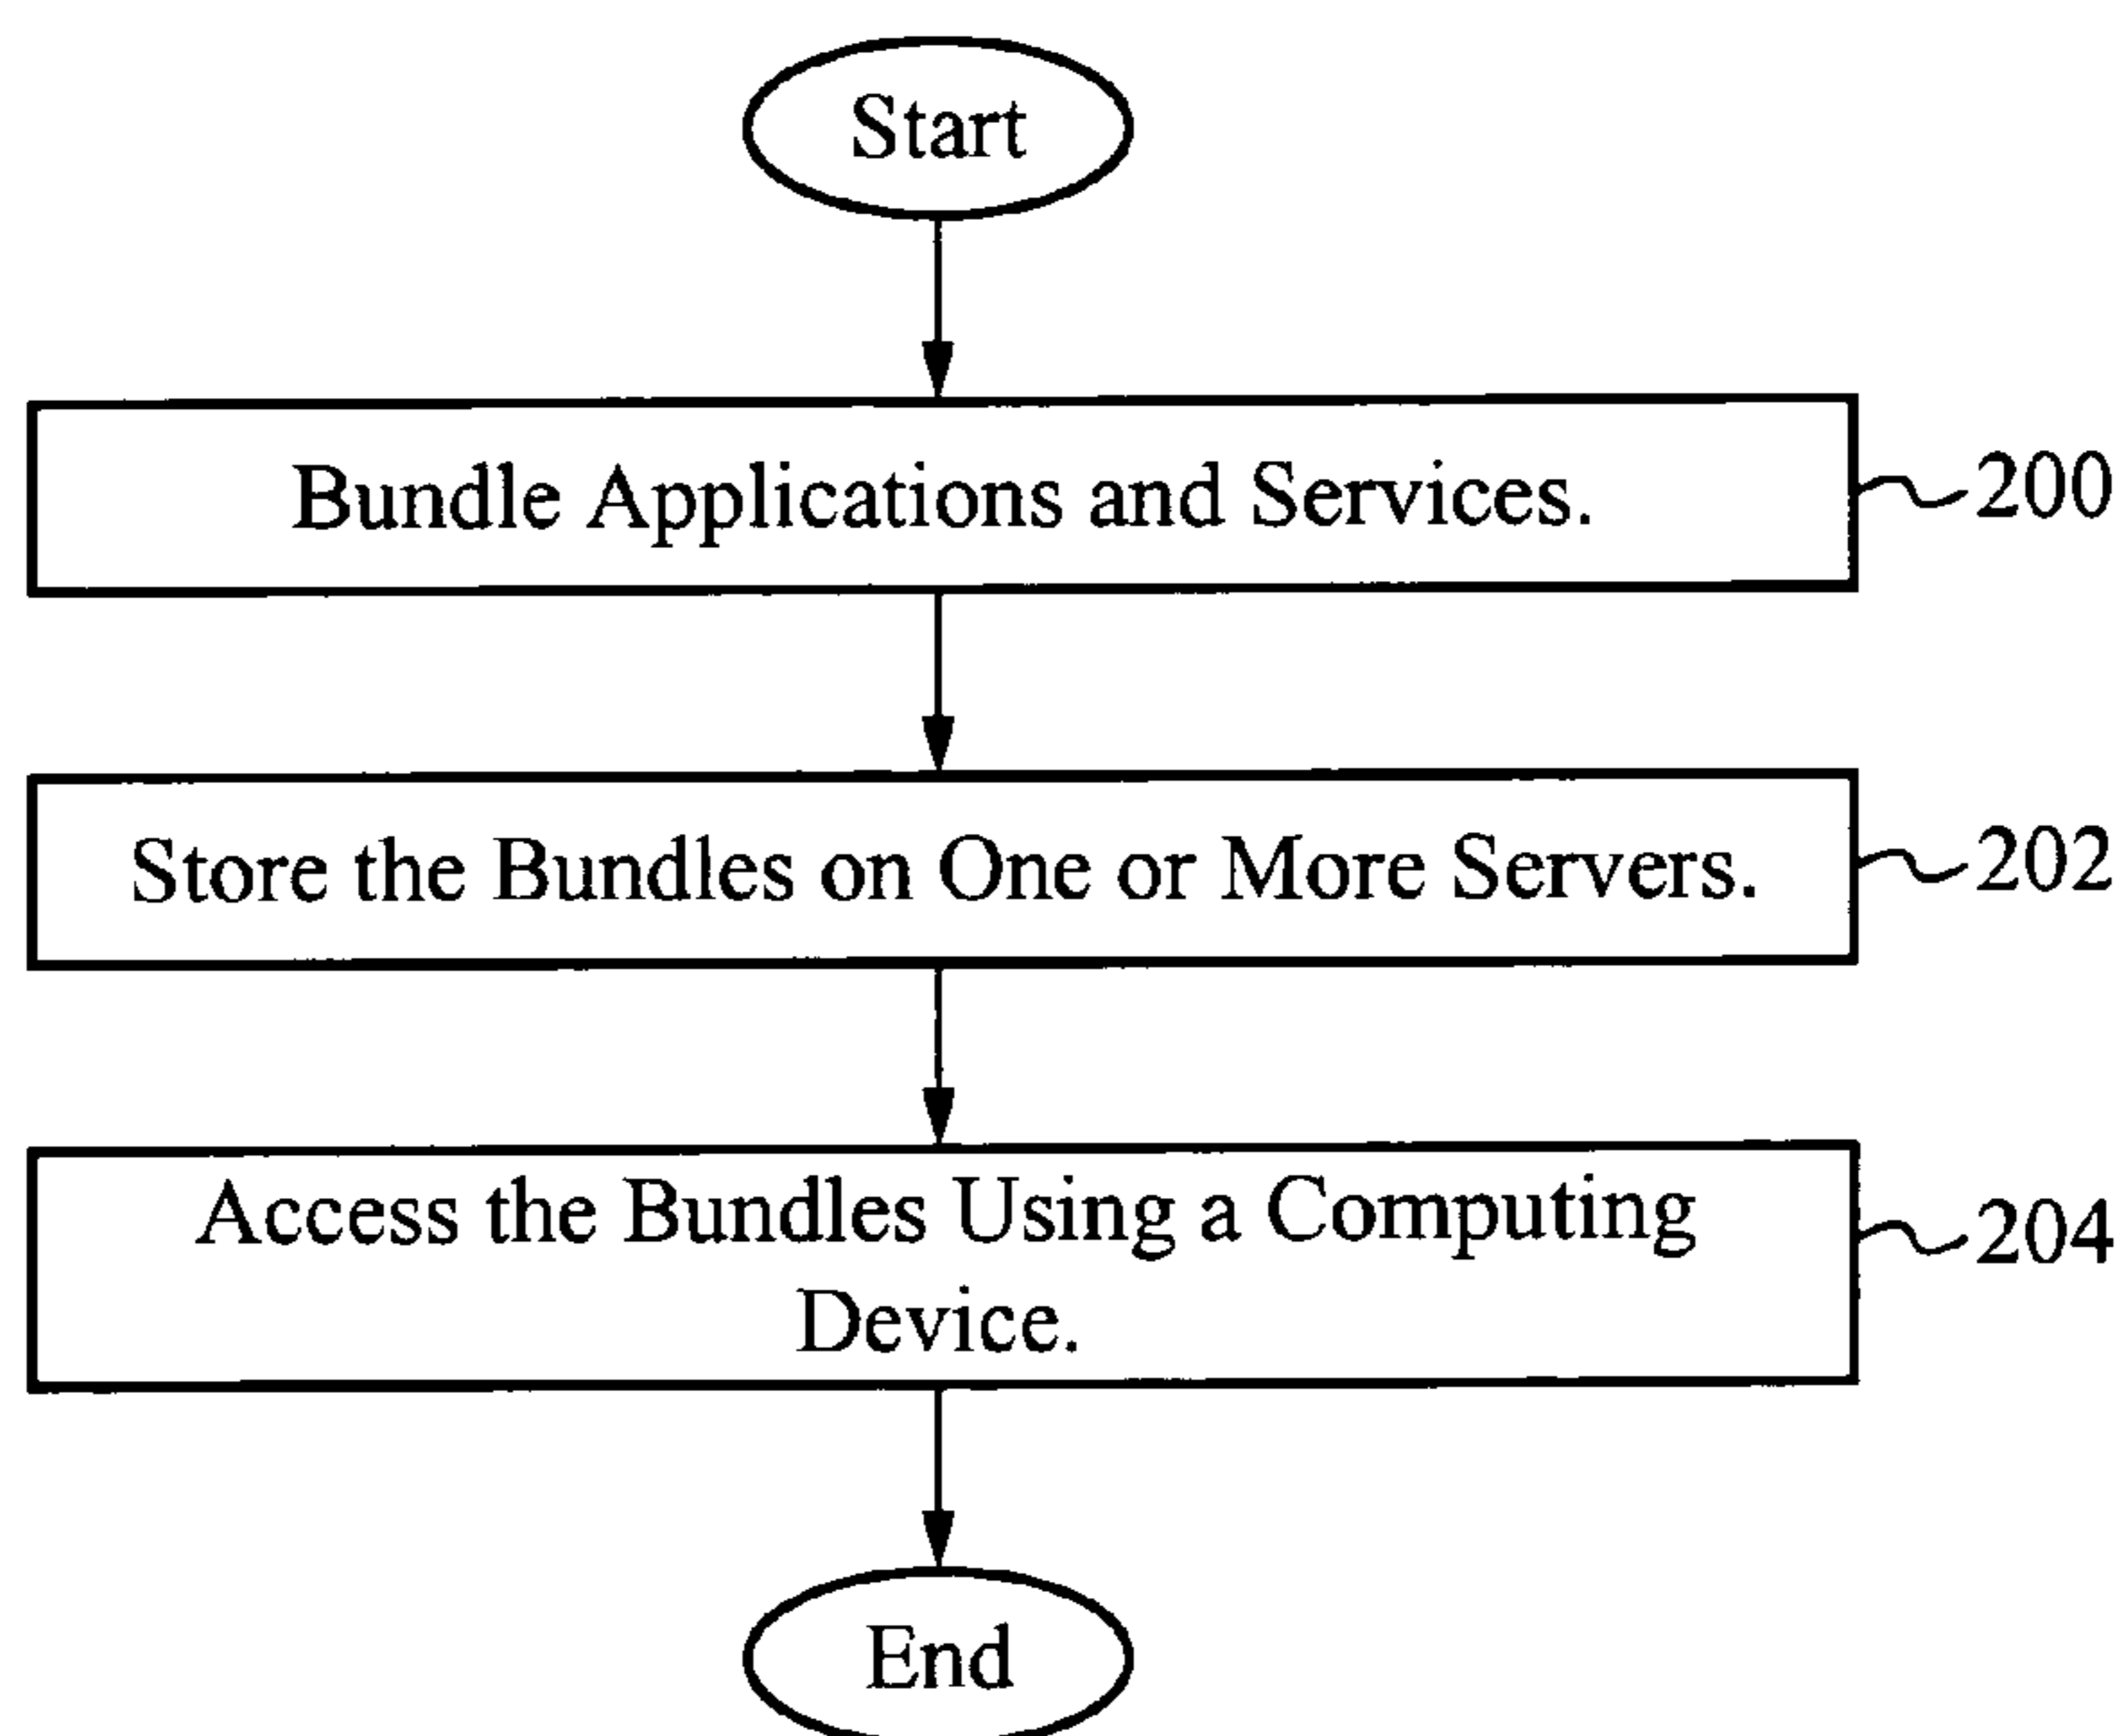 Start
Bundle Applications and Services.
200
Store the Bundles on One or More Servers.
202
Access the Bundles Using a Computing
Device.
204
End